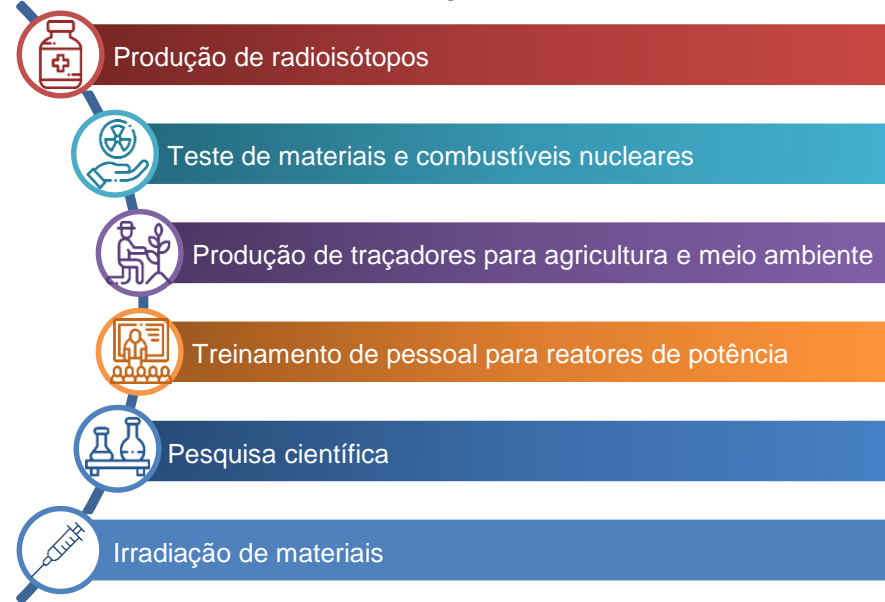 Produção de radioisótopos
Teste de materiais e combustíveis nucleares
Produção de traçadores para agricultura e meio ambiente
Treinamento de pessoal para reatores de potência
Pesquisa científica
Irradiação de materiais